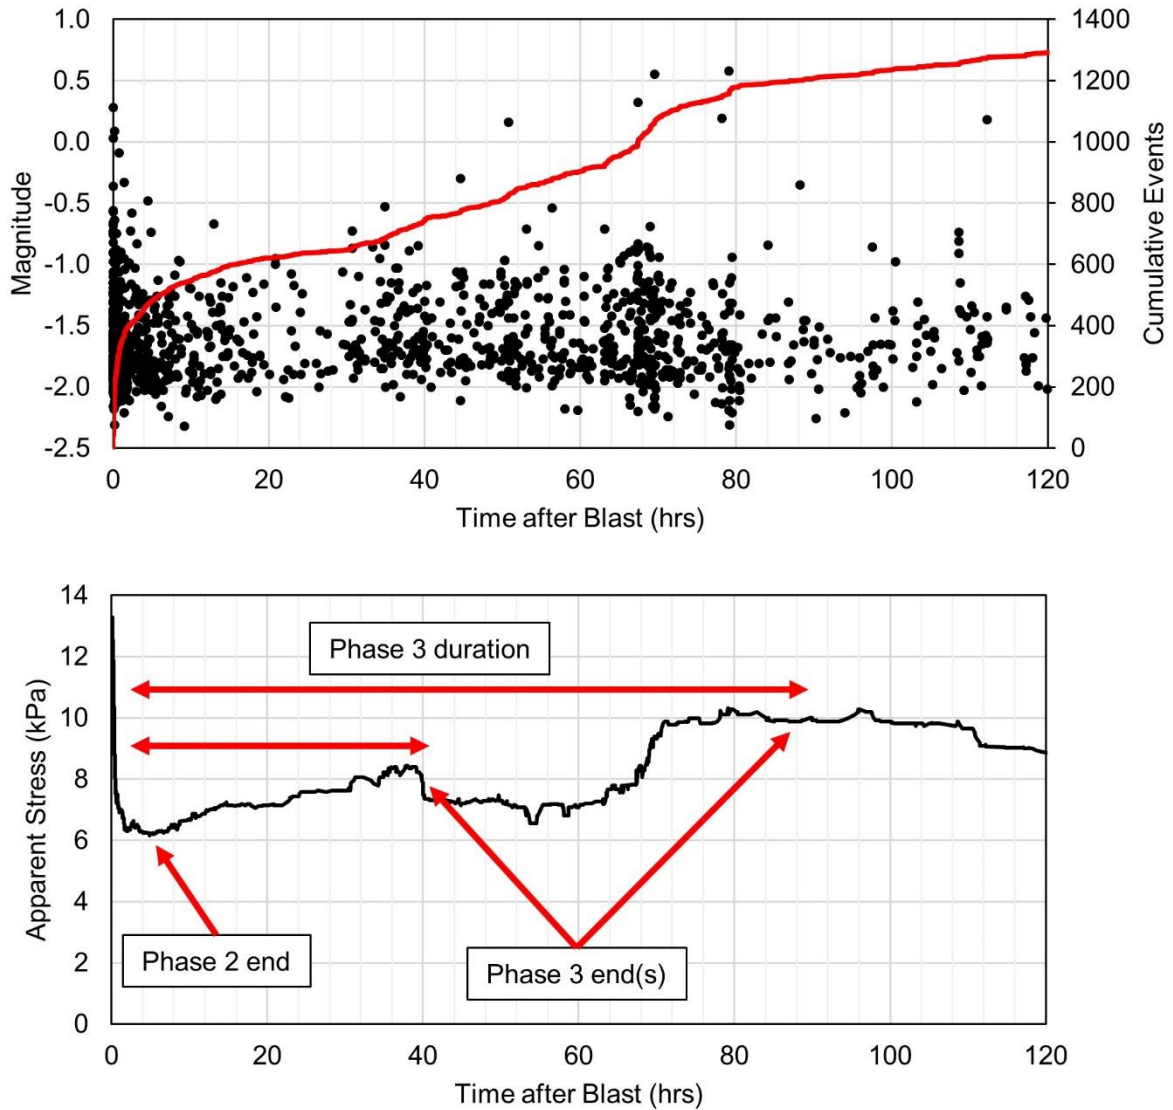 1.0
0.5
0.0
-0.5
-1.0
-1.5
-2.0
-2.5
Magnitude
1400
1200
1000
800
600
400
200
0
Cumulative Events
0 20 40 60 80 100 120
Time after Blast (hrs)
14
12
10
8
6
4
2
0
Apparent Stress (kPa)
Phase 3 duration
Phase 2 end
Phase 3 end(s)
0 20 40 60 80 100 120
Time after Blast (hrs)